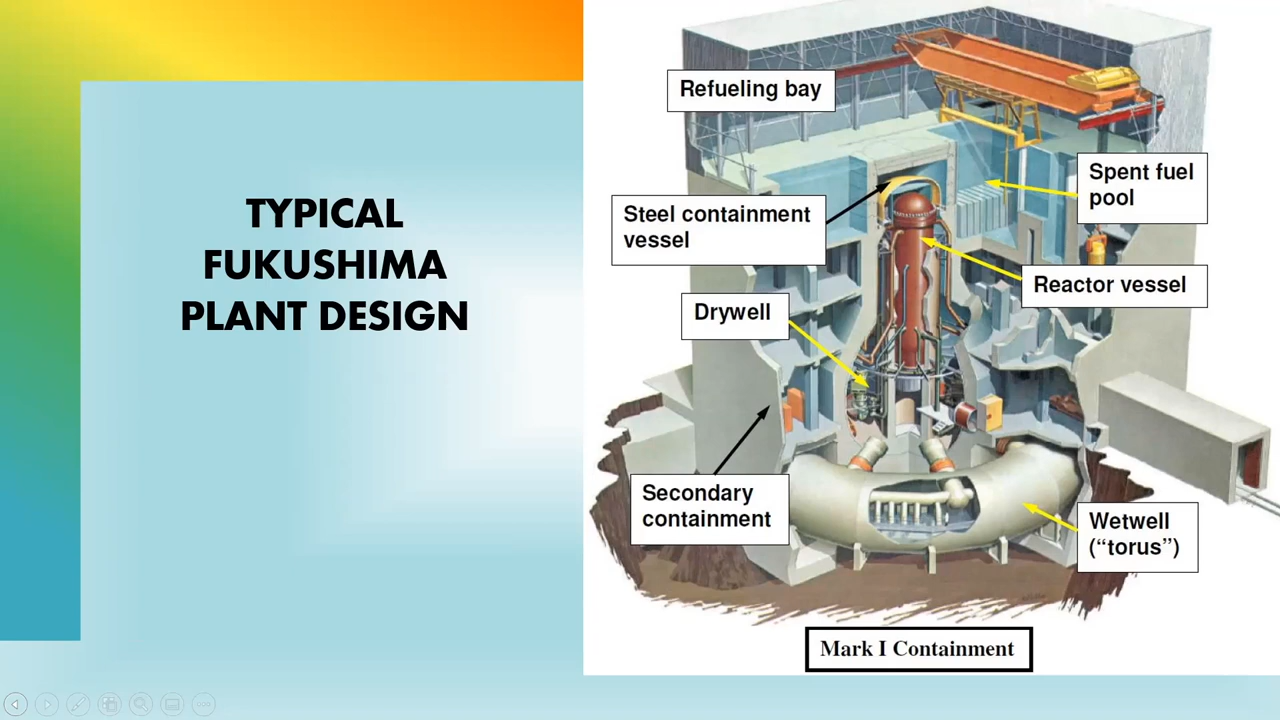 TYPICAL
FUKUSHIMA
PLANT DESIGN
Refueling bay
Spent fuel
pool
Steel containment
vessel
Reactor vessel
Drywell
Secondary
containment
Wetwell
(“torus”)
Mark I Containment